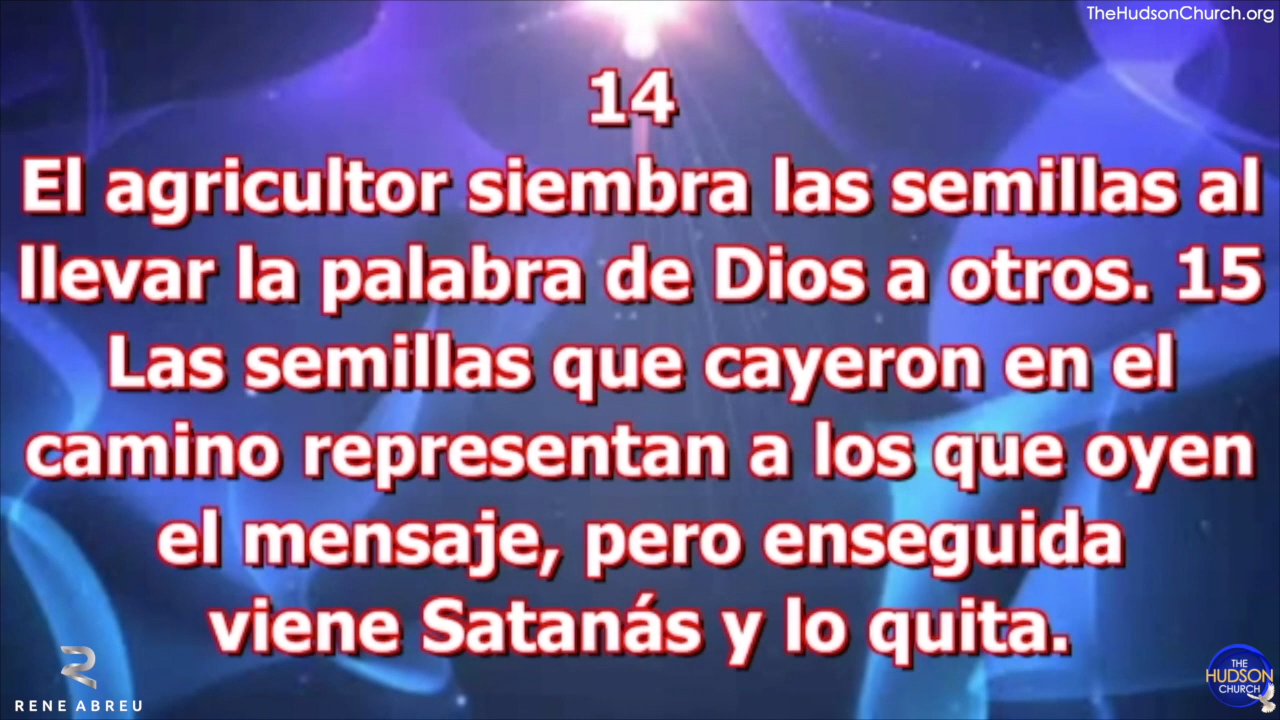 TheHudsonChurch.org
14
El agricultor siembra las semillas al
llevar la palabra de Dios a otros. 15
Las semillas que cayeron en el
camino representan a los que oyen
el mensaje, pero enseguida
viene Satanás y lo quita.
RENE ABREU
THE
HUDSON
CHURCH